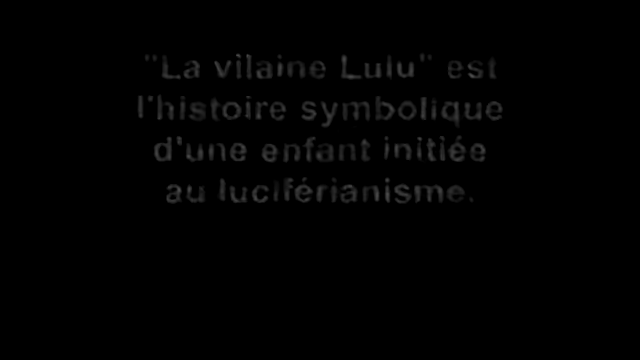 "La vilaine Lulu" est
l'histoire symbolique
d'une enfant initiée
au luciférianisme.